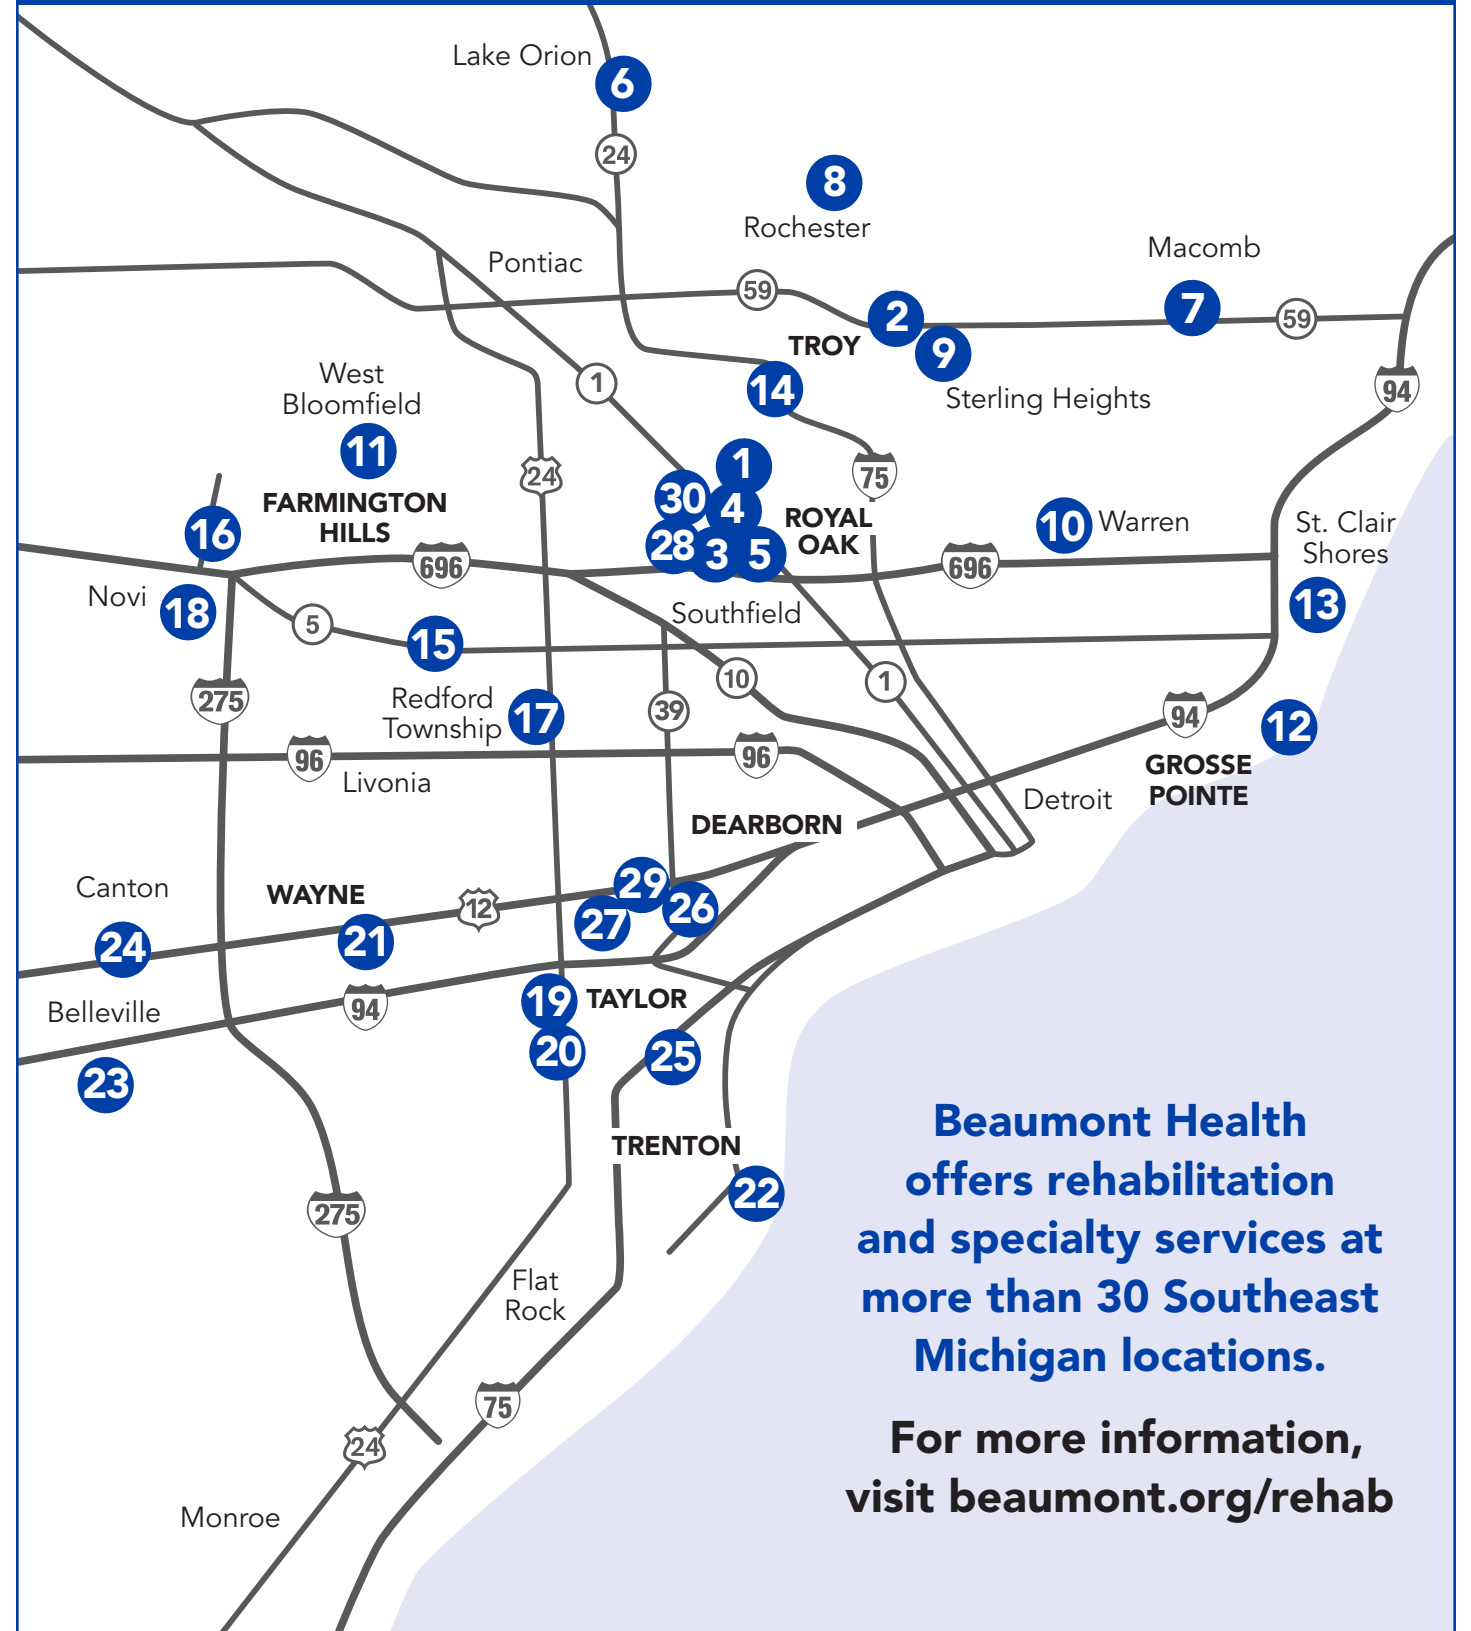 Lake Orion
6
24
8
Rochester
Macomb
Pontiac
59
2
7
59
TROY
9
West
Bloomfield
14
Sterling Heights
1
94
11
1
24
75
30
4
FARMINGTON
HILLS
ROYAL
OAK
16
10
Warren
St. Clair
Shores
28
3
5
696
696
Novi
18
13
5
Southfield
15
275
Redford
Township
17
10
1
39
94
12
96
96
GROSSE
POINTE
Livonia
Detroit
DEARBORN
Canton
WAYNE
29
12
27
26
24
21
Belleville
94
19
TAYLOR
20
25
23
TRENTON
22
275
Flat
Rock
75
24
Monroe
Beaumont Health
offers rehabilitation
and specialty services at
more than 30 Southeast
Michigan locations.
For more information,
visit beaumont.org/rehab